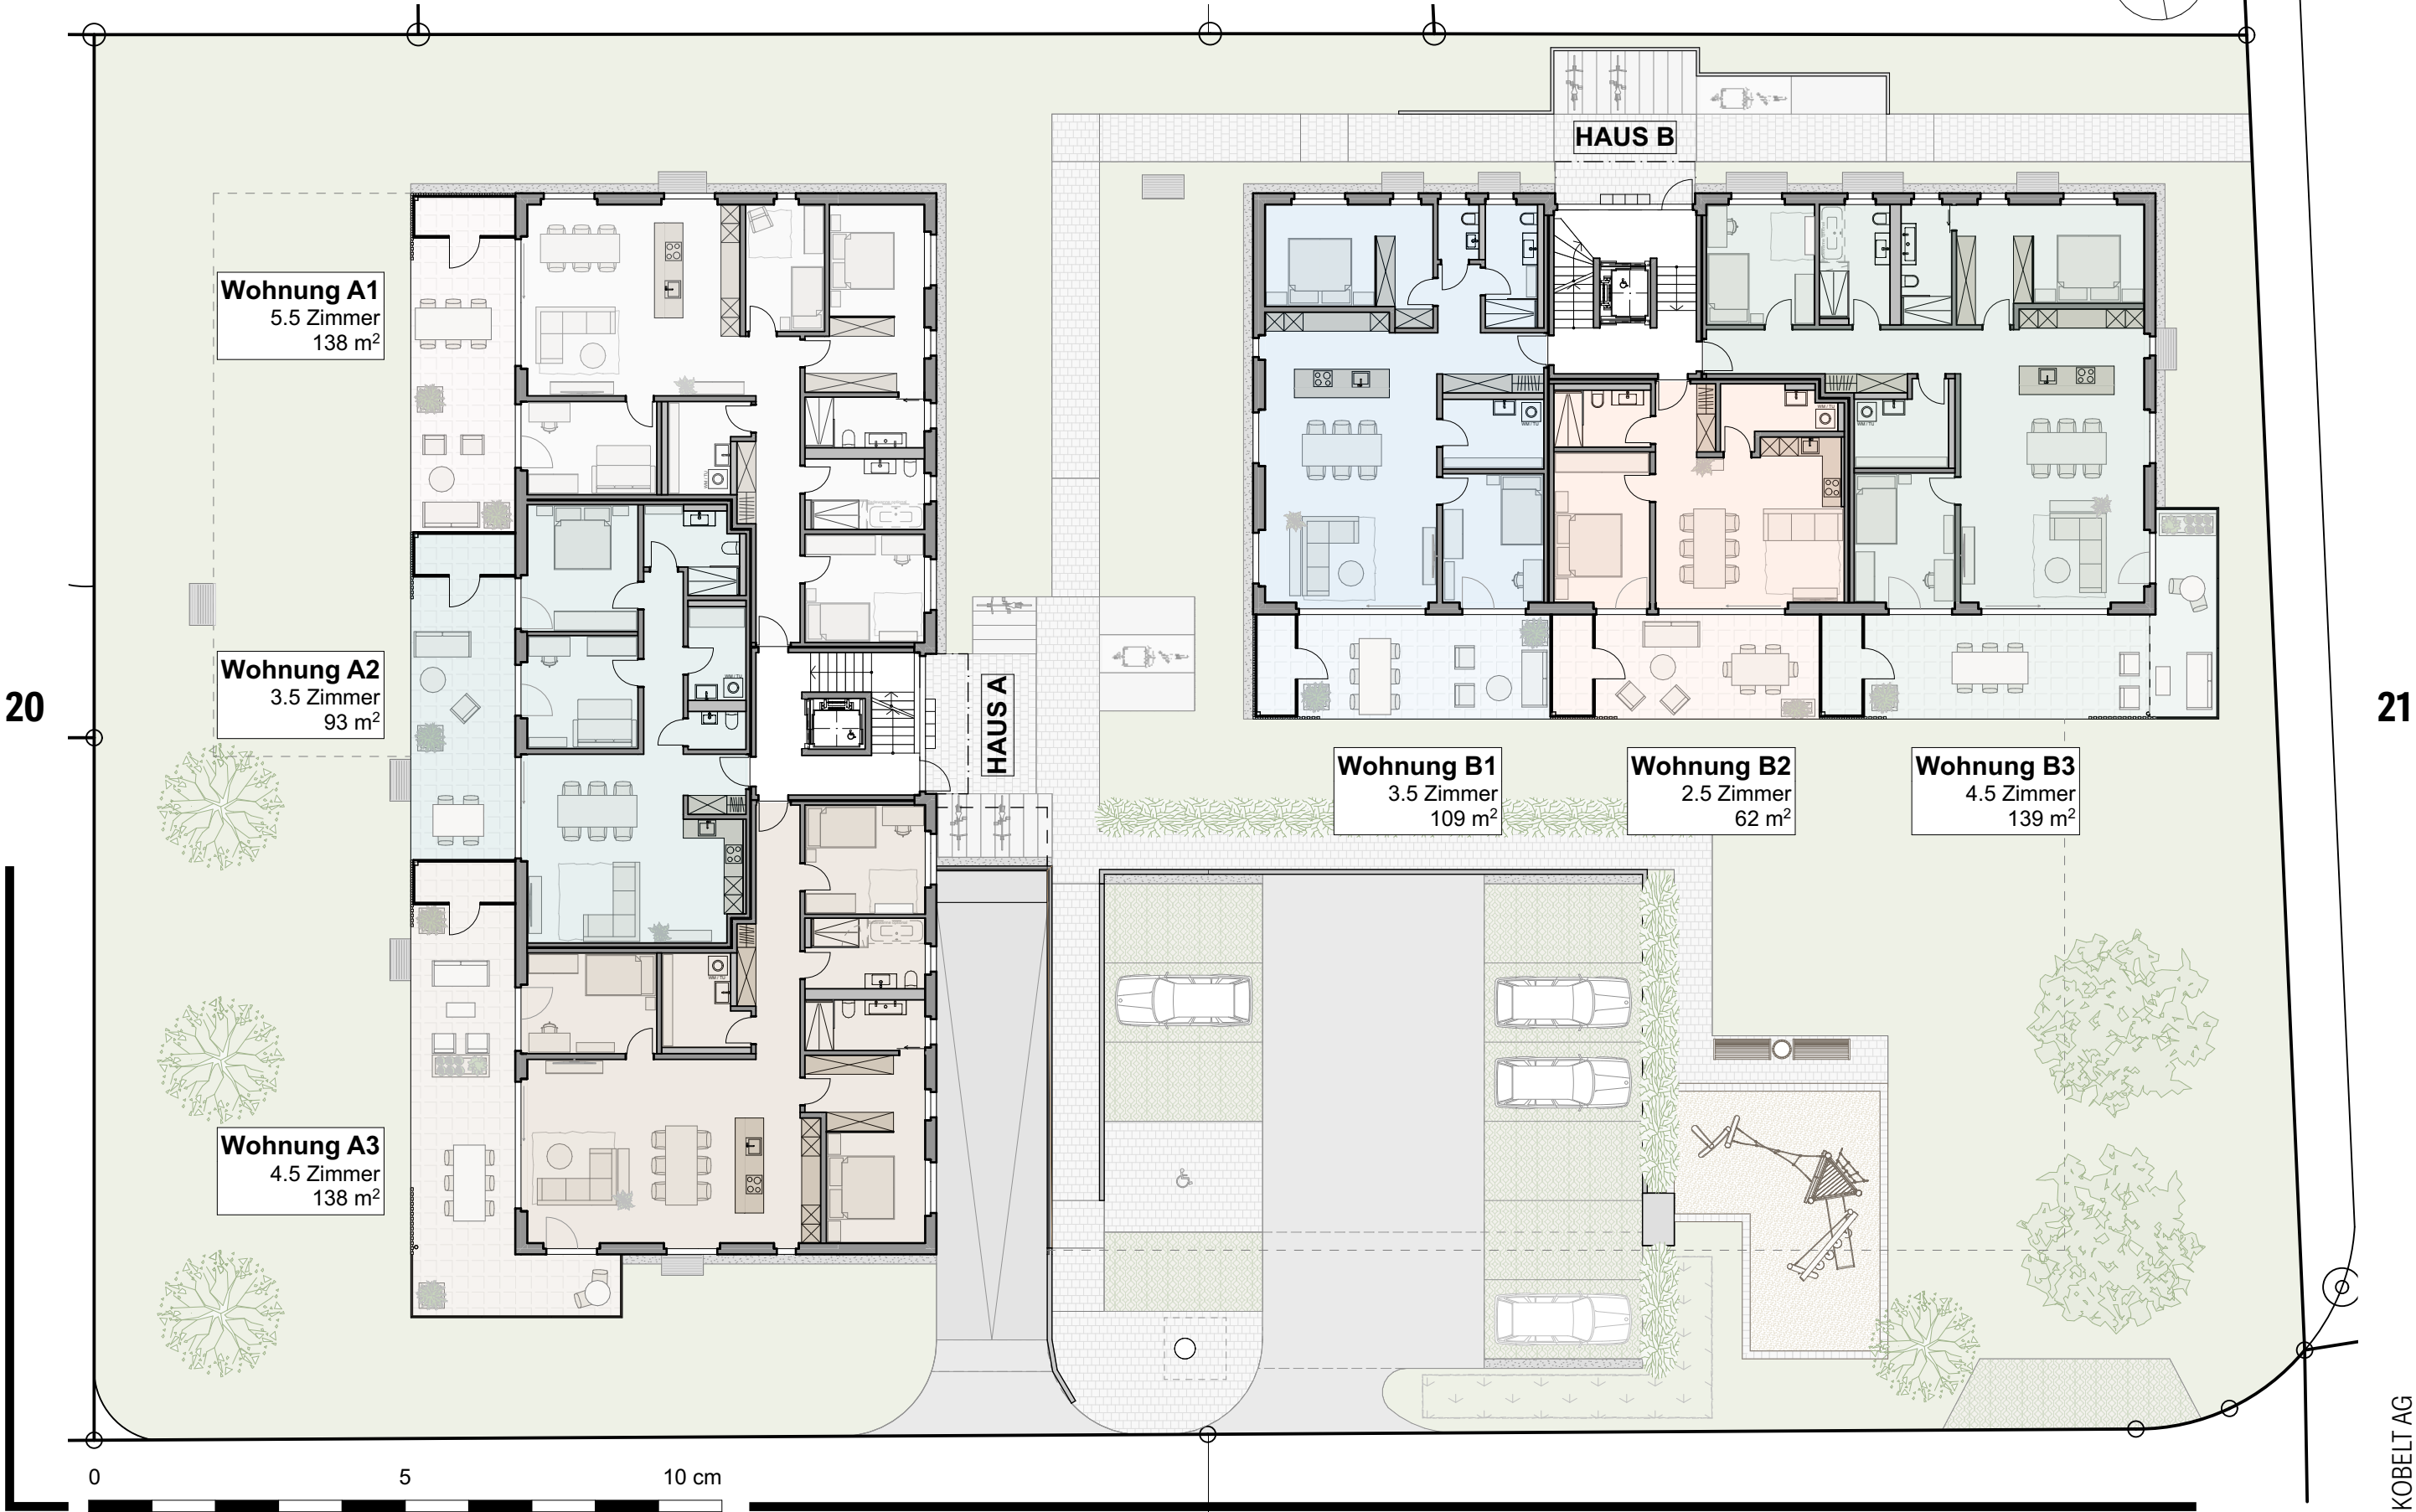 HAUS B
Wohnung A1
5.5 Zimmer
138 m²
Wohnung A2
3.5 Zimmer
93 m²
HAUS A
20
21
Wohnung B1
3.5 Zimmer
109 m²
Wohnung B2
2.5 Zimmer
62 m²
Wohnung B3
4.5 Zimmer
139 m²
Wohnung A3
4.5 Zimmer
138 m²
0 5 10 cm
KOBELT AG